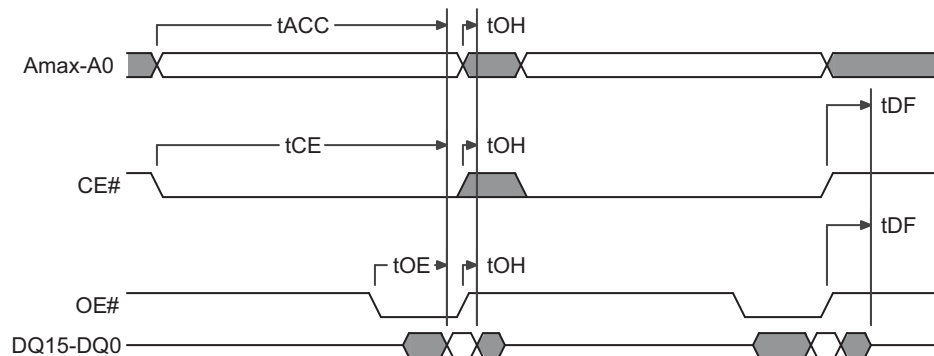 tACC tOH
Amax-A0
tDF
tCE tOH
CE#
tDF
tOE tOH
OE#
DQ15-DQ0